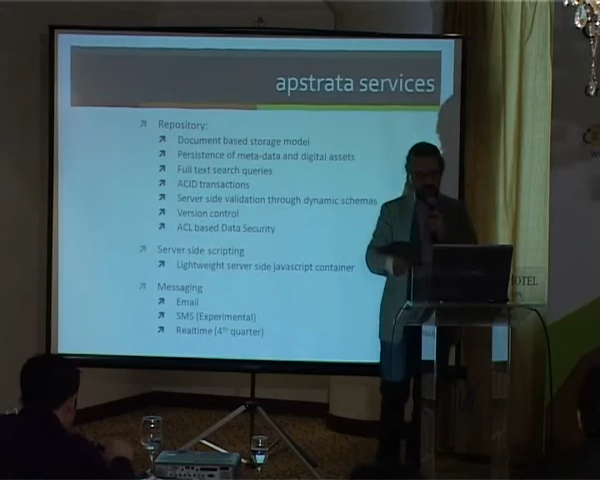 apstrata services
Repository:
Document based storage model
Persistence of meta-data and digital assets
Full text search queries
ACID transactions
Server side validation through dynamic schemas
Version control
ACL based Data Security
Server side scripting
Lightweight server side javascript container
Messaging
Email
SMS (Experimental)
Realtime (4th quarter)
HOTEL